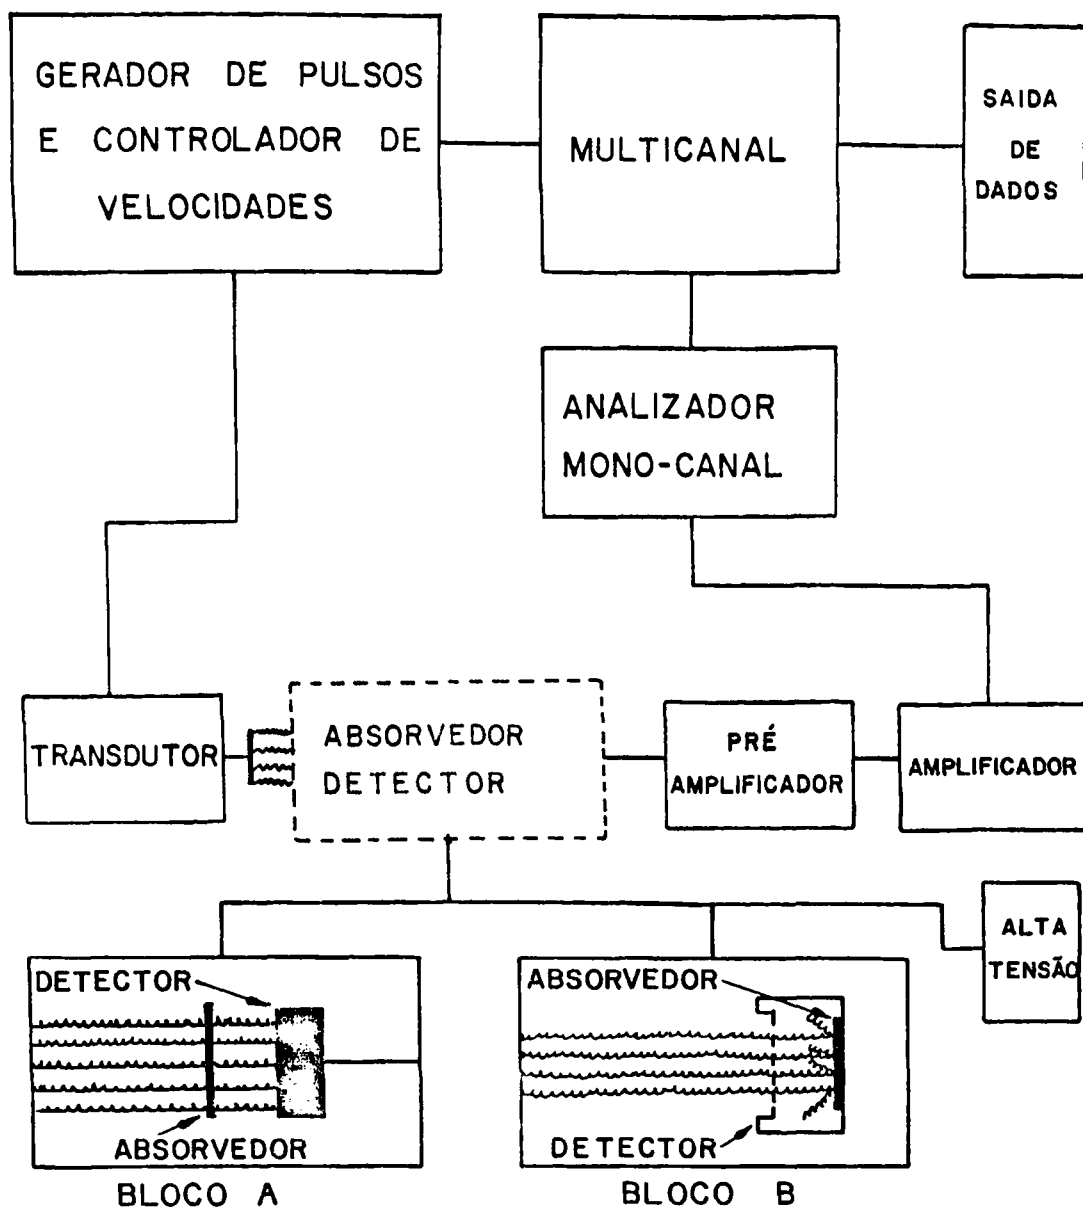 GERADOR DE PULSOS
E CONTROLADOR DE
VELOCIDADES
MULTICANAL
SAIDA
DE
DADOS
ANALIZADOR
MONO-CANAL
TRANSDUTOR
ABSORVEDOR
DETECTOR
PRÉ
AMPLIFICADOR
AMPLIFICADOR
ALTA
TENSÃO
DETECTOR
ABSORVEDOR
BLOCO A
ABSORVEDOR
DETECTOR
BLOCO B